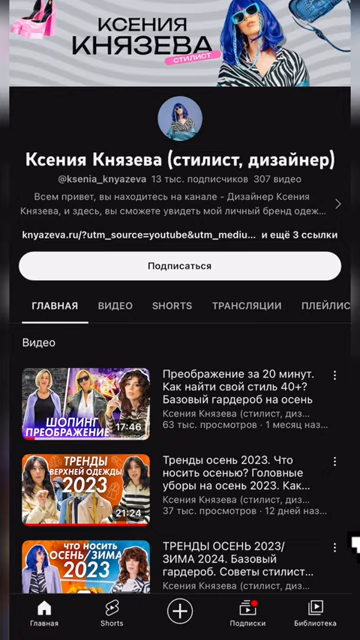 КСЕНИЯ
КНЯЗЕВА
СТИЛИСТ
Ксения Князева (стилист, дизайнер)
@ksenia_knyazeva 13 тыс. подписчиков 307 видео
Всем привет, вы находитесь на канале - Дизайнер Ксения
Князева, и здесь, вы сможете увидеть мой личный бренд одеж...
knyazeva.ru/?utm_source=youtube&utm_mediu... и ещё 3 ссылки
Подписаться
ГЛАВНАЯ ВИДЕО SHORTS ТРАНСЛЯЦИИ ПЛЕЙЛИС
Видео
ШОПИНГ
ПРЕОБРАЖЕНИЕ
17:46
Преображение за 20 минут.
Как найти свой стиль 40+?
Базовый гардероб на осень
Ксения Князева (стилист, диз...
63 тыс. просмотров · 1 месяц наз...
ТРЕНДЫ
ВЕРХНЕЙ ОДЕЖДЫ
2023
21:24
Тренды осень 2023. Что
носить осенью? Головные
уборы на осень 2023. Как...
Ксения Князева (стилист, диз...
37 тыс. просмотров · 12 дней наз...
ЧТО НОСИТЬ
ОСЕНЬ/ЗИМА
2023
ТРЕНДЫ ОСЕНЬ 2023/
ЗИМА 2024. Базовый
гардероб. Советы стилист...
Ксения Князева (стилист, диз...
Главная Shorts Подписки Библиотека